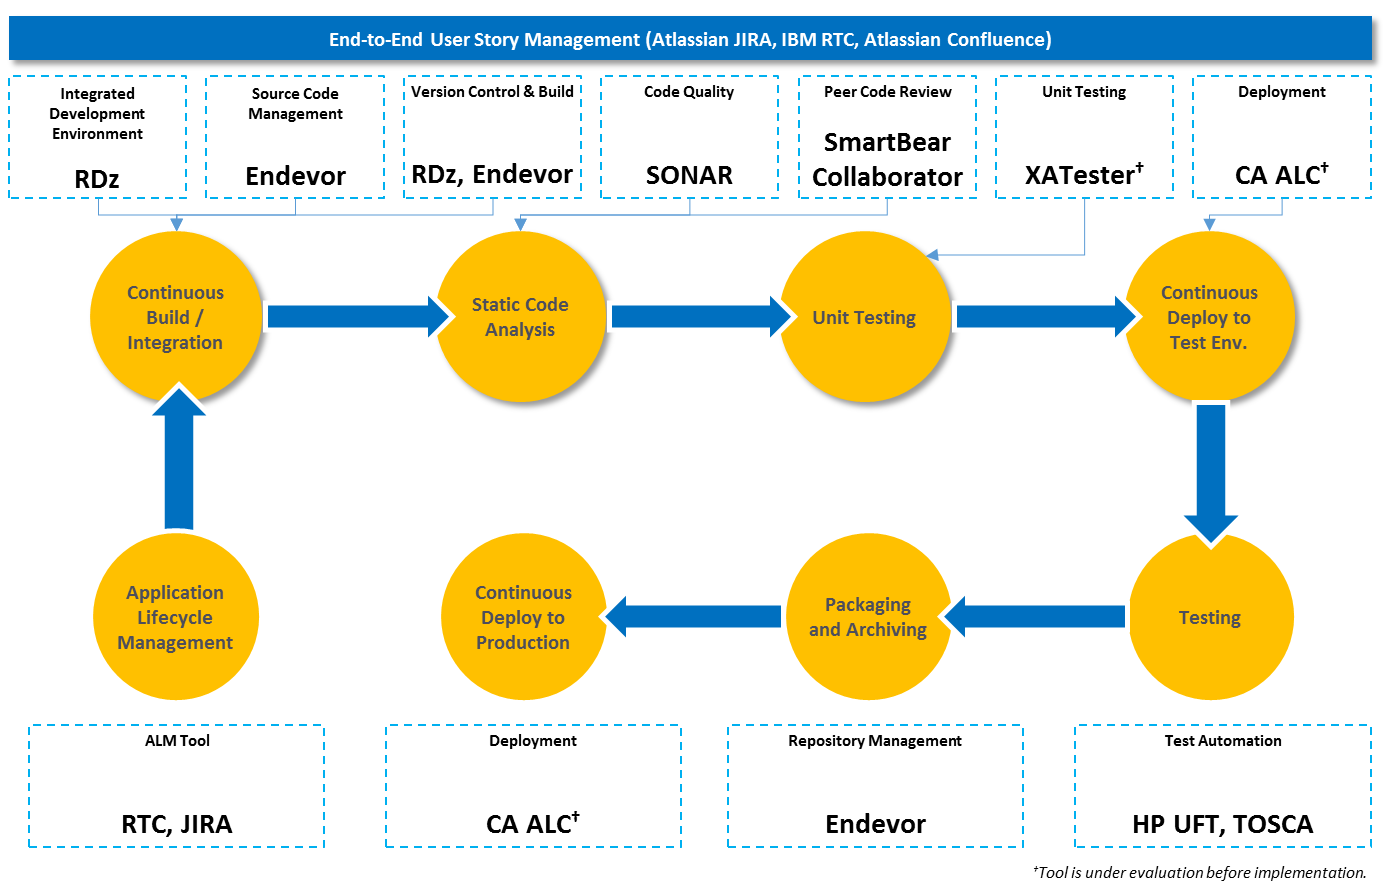 End-to-End User Story Management (Atlassian JIRA, IBM RTC, Atlassian Confluence)
Integrated
Development
Environment
RDz
Source Code
Management
Endevor
Version Control & Build
RDz, Endevor
Code Quality
SONAR
Peer Code Review
SmartBear
Collaborator
Unit Testing
XATester†
Deployment
CA ALC†
Continuous
Build /
Integration
Static Code
Analysis
Unit Testing
Continuous
Deploy to
Test Env.
Application
Lifecycle
Management
Continuous
Deploy to
Production
Packaging
and Archiving
Testing
ALM Tool
RTC, JIRA
Deployment
CA ALC†
Repository Management
Endevor
Test Automation
HP UFT, TOSCA
†Tool is under evaluation before implementation.